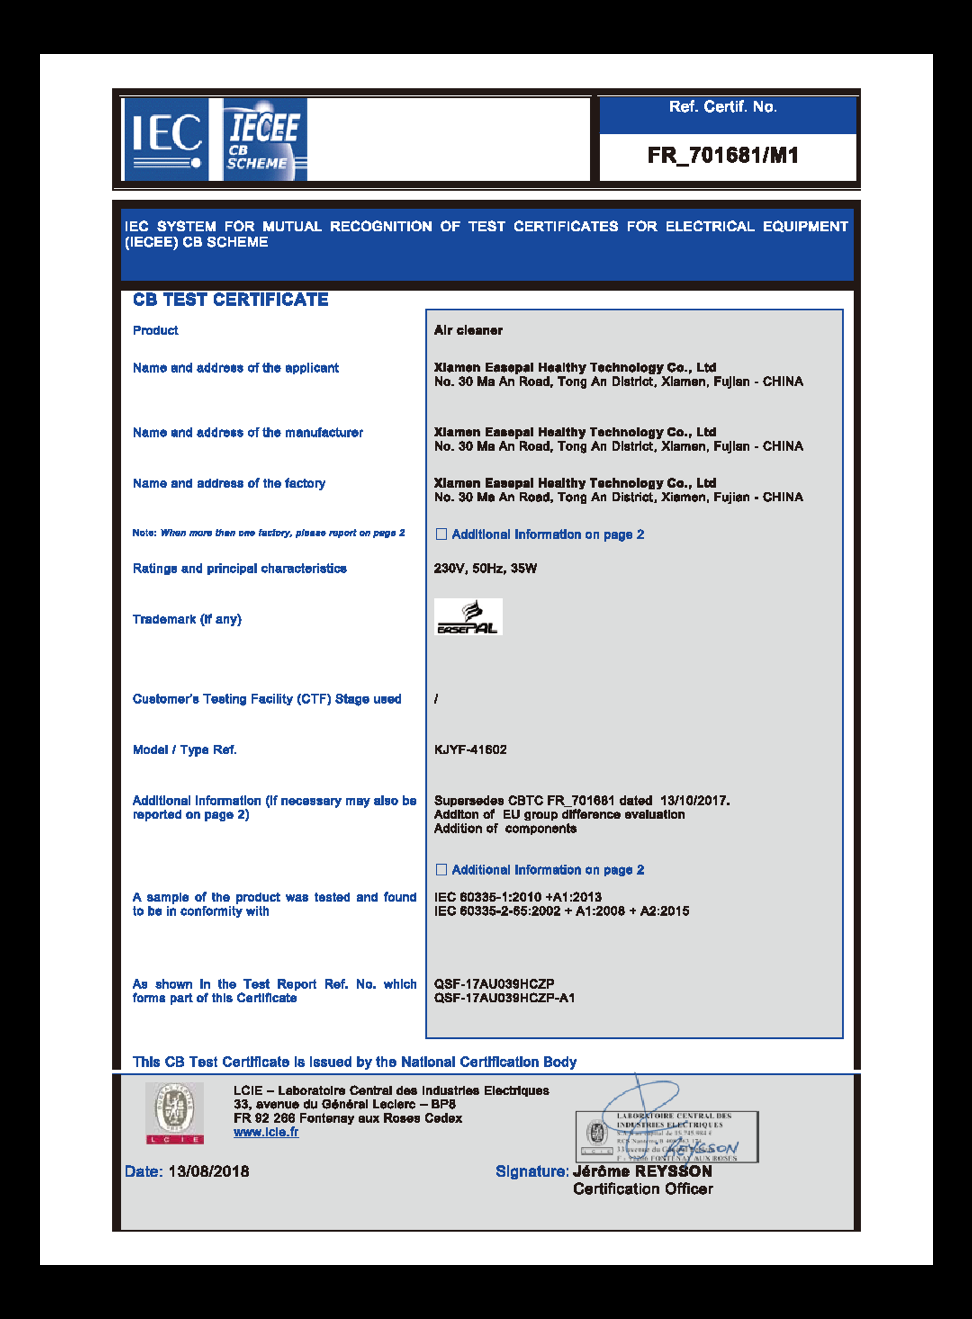 IEC
IECEE
CB
SCHEME
Ref. Certif. No.
FR_701681/M1
IEC SYSTEM FOR MUTUAL RECOGNITION OF TEST CERTIFICATES FOR ELECTRICAL EQUIPMENT
(IECEE) CB SCHEME
CB TEST CERTIFICATE
Product
Air cleaner
Name and address of the applicant
Xiamen Easepal Healthy Technology Co., Ltd
No. 30 Ma An Road, Tong An District, Xiamen, Fujian - CHINA
Name and address of the manufacturer
Xiamen Easepal Healthy Technology Co., Ltd
No. 30 Ma An Road, Tong An District, Xiamen, Fujian - CHINA
Name and address of the factory
Xiamen Easepal Healthy Technology Co., Ltd
No. 30 Ma An Road, Tong An District, Xiamen, Fujian - CHINA
Note: When more than one factory, please report on page 2
☐ Additional Information on page 2
Ratings and principal characteristics
230V, 50Hz, 35W
Trademark (if any)
EASEPAL
Customer's Testing Facility (CTF) Stage used
/
Model / Type Ref.
KJYF-41602
Additional Information (if necessary may also be
reported on page 2)
Supersedes CBTC FR_701681 dated 13/10/2017.
Additon of EU group difference evaluation
Addition of components
☐ Additional Information on page 2
A sample of the product was tested and found
to be in conformity with
IEC 60335-1:2010 +A1:2013
IEC 60335-2-65:2002 + A1:2008 + A2:2015
As shown in the Test Report Ref. No. which
forms part of this Certificate
QSF-17AU039HCZP
QSF-17AU039HCZP-A1
This CB Test Certificate is issued by the National Certification Body
LCIE
LCIE – Laboratoire Central des Industries Electriques
33, avenue du Général Leclerc – BP8
FR 92 266 Fontenay aux Roses Cedex
www.lcie.fr
LABORATOIRE CENTRAL DES
INDUSTRIES ELECTRIQUES
REYSSON
FONTENAY AUX ROSES
Date: 13/08/2018
Signature: Jérôme REYSSON
Certification Officer